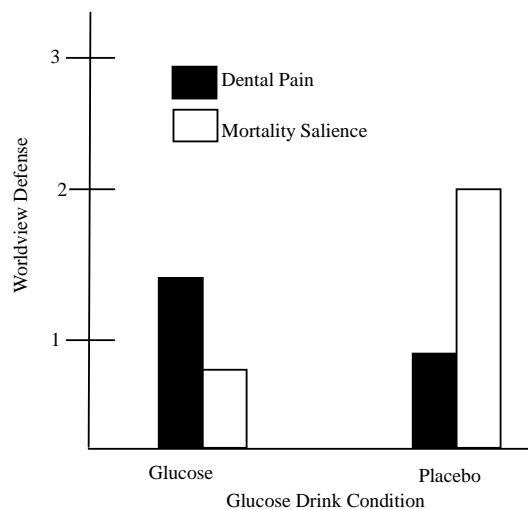 3
Dental Pain
Mortality Salience
2
Worldview Defense
1
Glucose
Placebo
Glucose Drink Condition